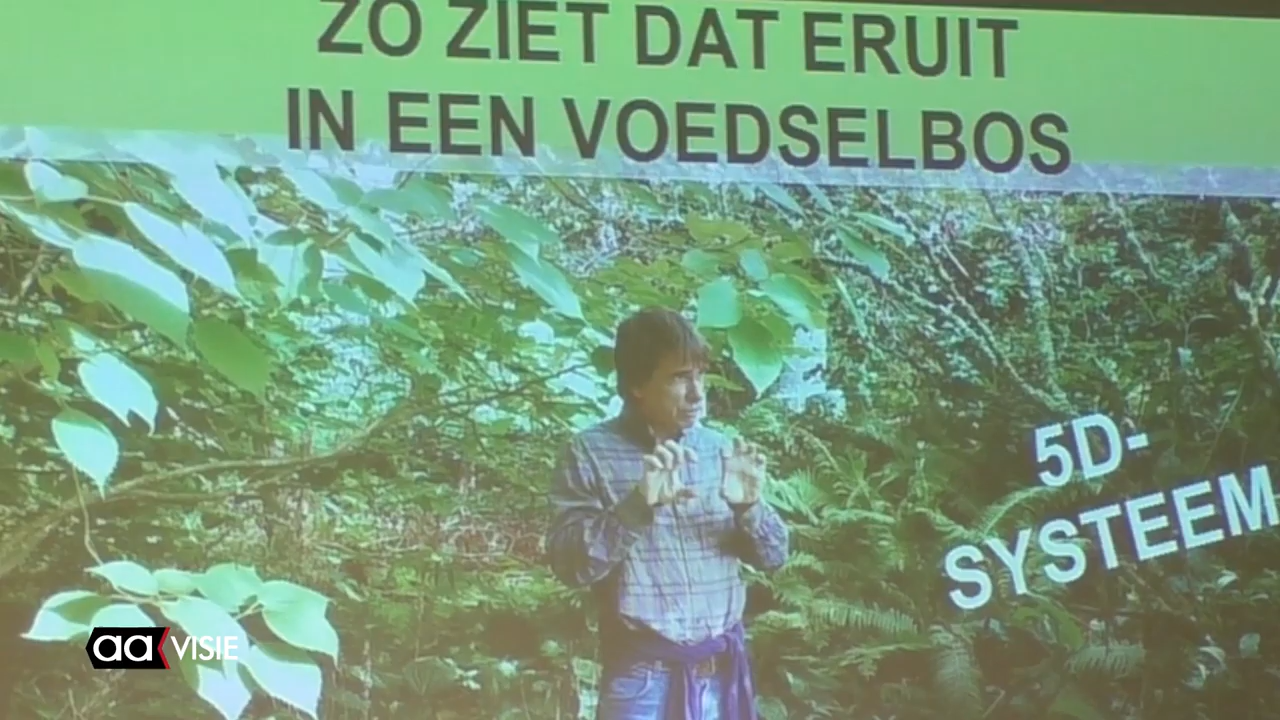 ZO ZIET DAT ERUIT
IN EEN VOEDSELBOS
5D-
SYSTEEM
aa VISIE